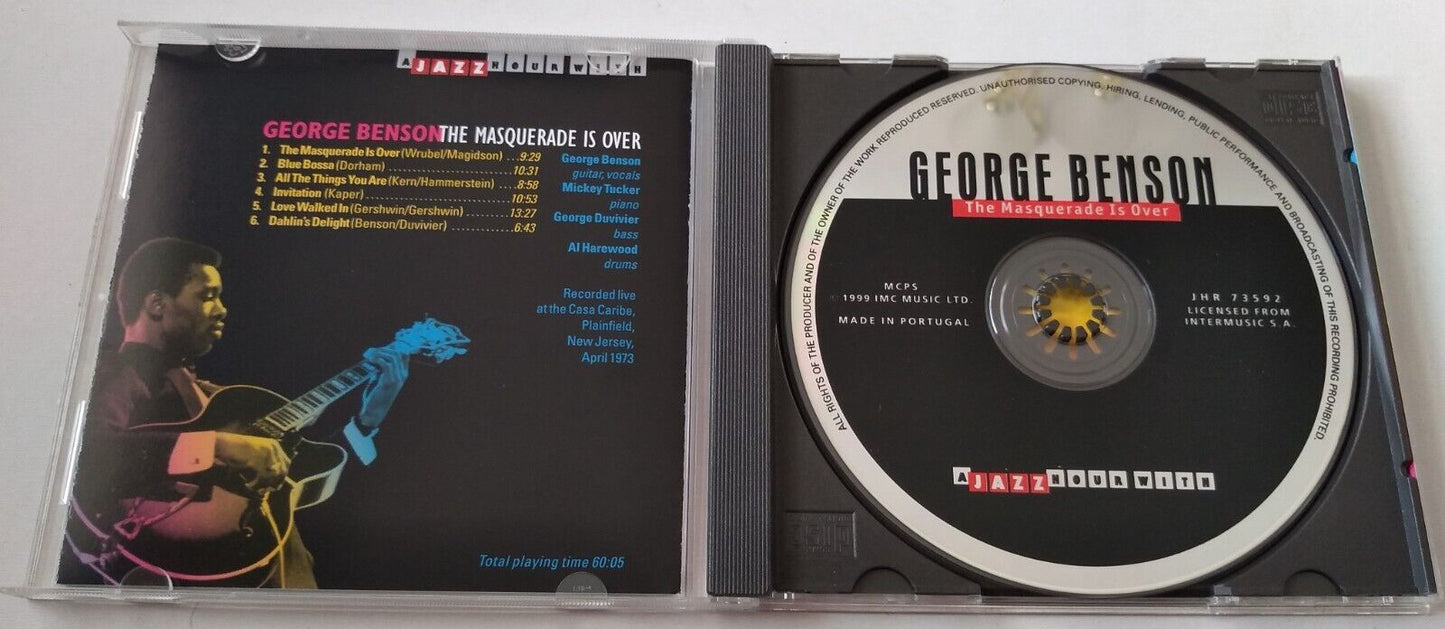 A JAZZ HOUR WITH
GEORGE BENSON THE MASQUERADE IS OVER
1. The Masquerade Is Over (Wrubel/Magidson) ...9:29
2. Blue Bossa (Dorham) ....................10:31
3. All The Things You Are (Kern/Hammerstein) ....8:58
4. Invitation (Kaper) ....................10:53
5. Love Walked In (Gershwin/Gershwin) ..........13:27
6. Dahlin's Delight (Benson/Duvivier) .............6:43
George Benson
guitar, vocals
Mickey Tucker
piano
George Duvivier
bass
Al Harewood
drums
Recorded live
at the Casa Caribe,
Plainfield,
New Jersey,
April 1973
Total playing time 60:05
ALL RIGHTS OF THE PRODUCER AND OF THE OWNER OF THE WORK REPRODUCED RESERVED. UNAUTHORISED COPYING, HIRING, LENDING, PUBLIC PERFORMANCE AND BROADCASTING OF THIS RECORDING PROHIBITED.
GEORGE BENSON
The Masquerade Is Over
MCPS
© 1999 IMC MUSIC LTD.
MADE IN PORTUGAL
JHR 73592
LICENSED FROM
INTERMUSIC S.A.
A JAZZ HOUR WITH